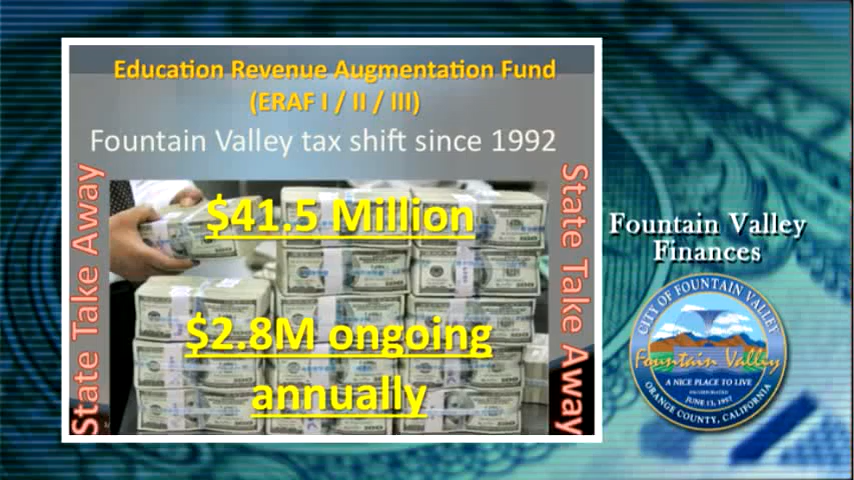 Education Revenue Augmentation Fund
(ERAF I / II / III)
Fountain Valley tax shift since 1992
State Take Away
$41.5 Million
$2.8M ongoing
annually
State Take Away
Fountain Valley
Finances
CITY OF FOUNTAIN VALLEY
Fountain Valley
A NICE PLACE TO LIVE
INCORPORATED
JUNE 13, 1957
ORANGE COUNTY, CALIFORNIA